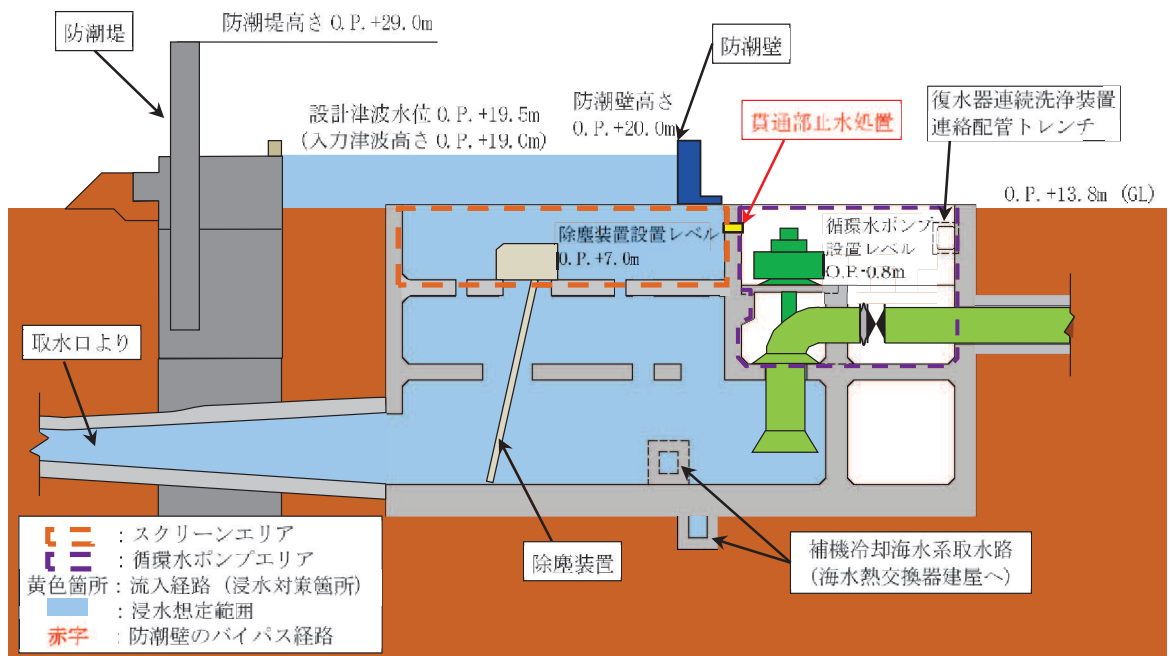 防潮堤
防潮堤高さ O.P.+29.0m
設計津波水位 O.P.+19.5m
(入力津波高さ O.P.+19.0m)
防潮壁高さ
O.P.+20.0m
防潮壁
貫通部止水処置
復水器連続洗浄装置
連絡配管トレンチ
O.P.+13.8m (GL)
除塵装置設置レベル
O.P.+7.0m
循環水ポンプ
設置レベル
O.P.-0.8m
取水口より
除塵装置
補機冷却海水系取水路
(海水熱交換器建屋へ)
:スクリーンエリア
:循環水ポンプエリア
黄色箇所:流入経路(浸水対策箇所)
:浸水想定範囲
赤字:防潮壁のバイパス経路